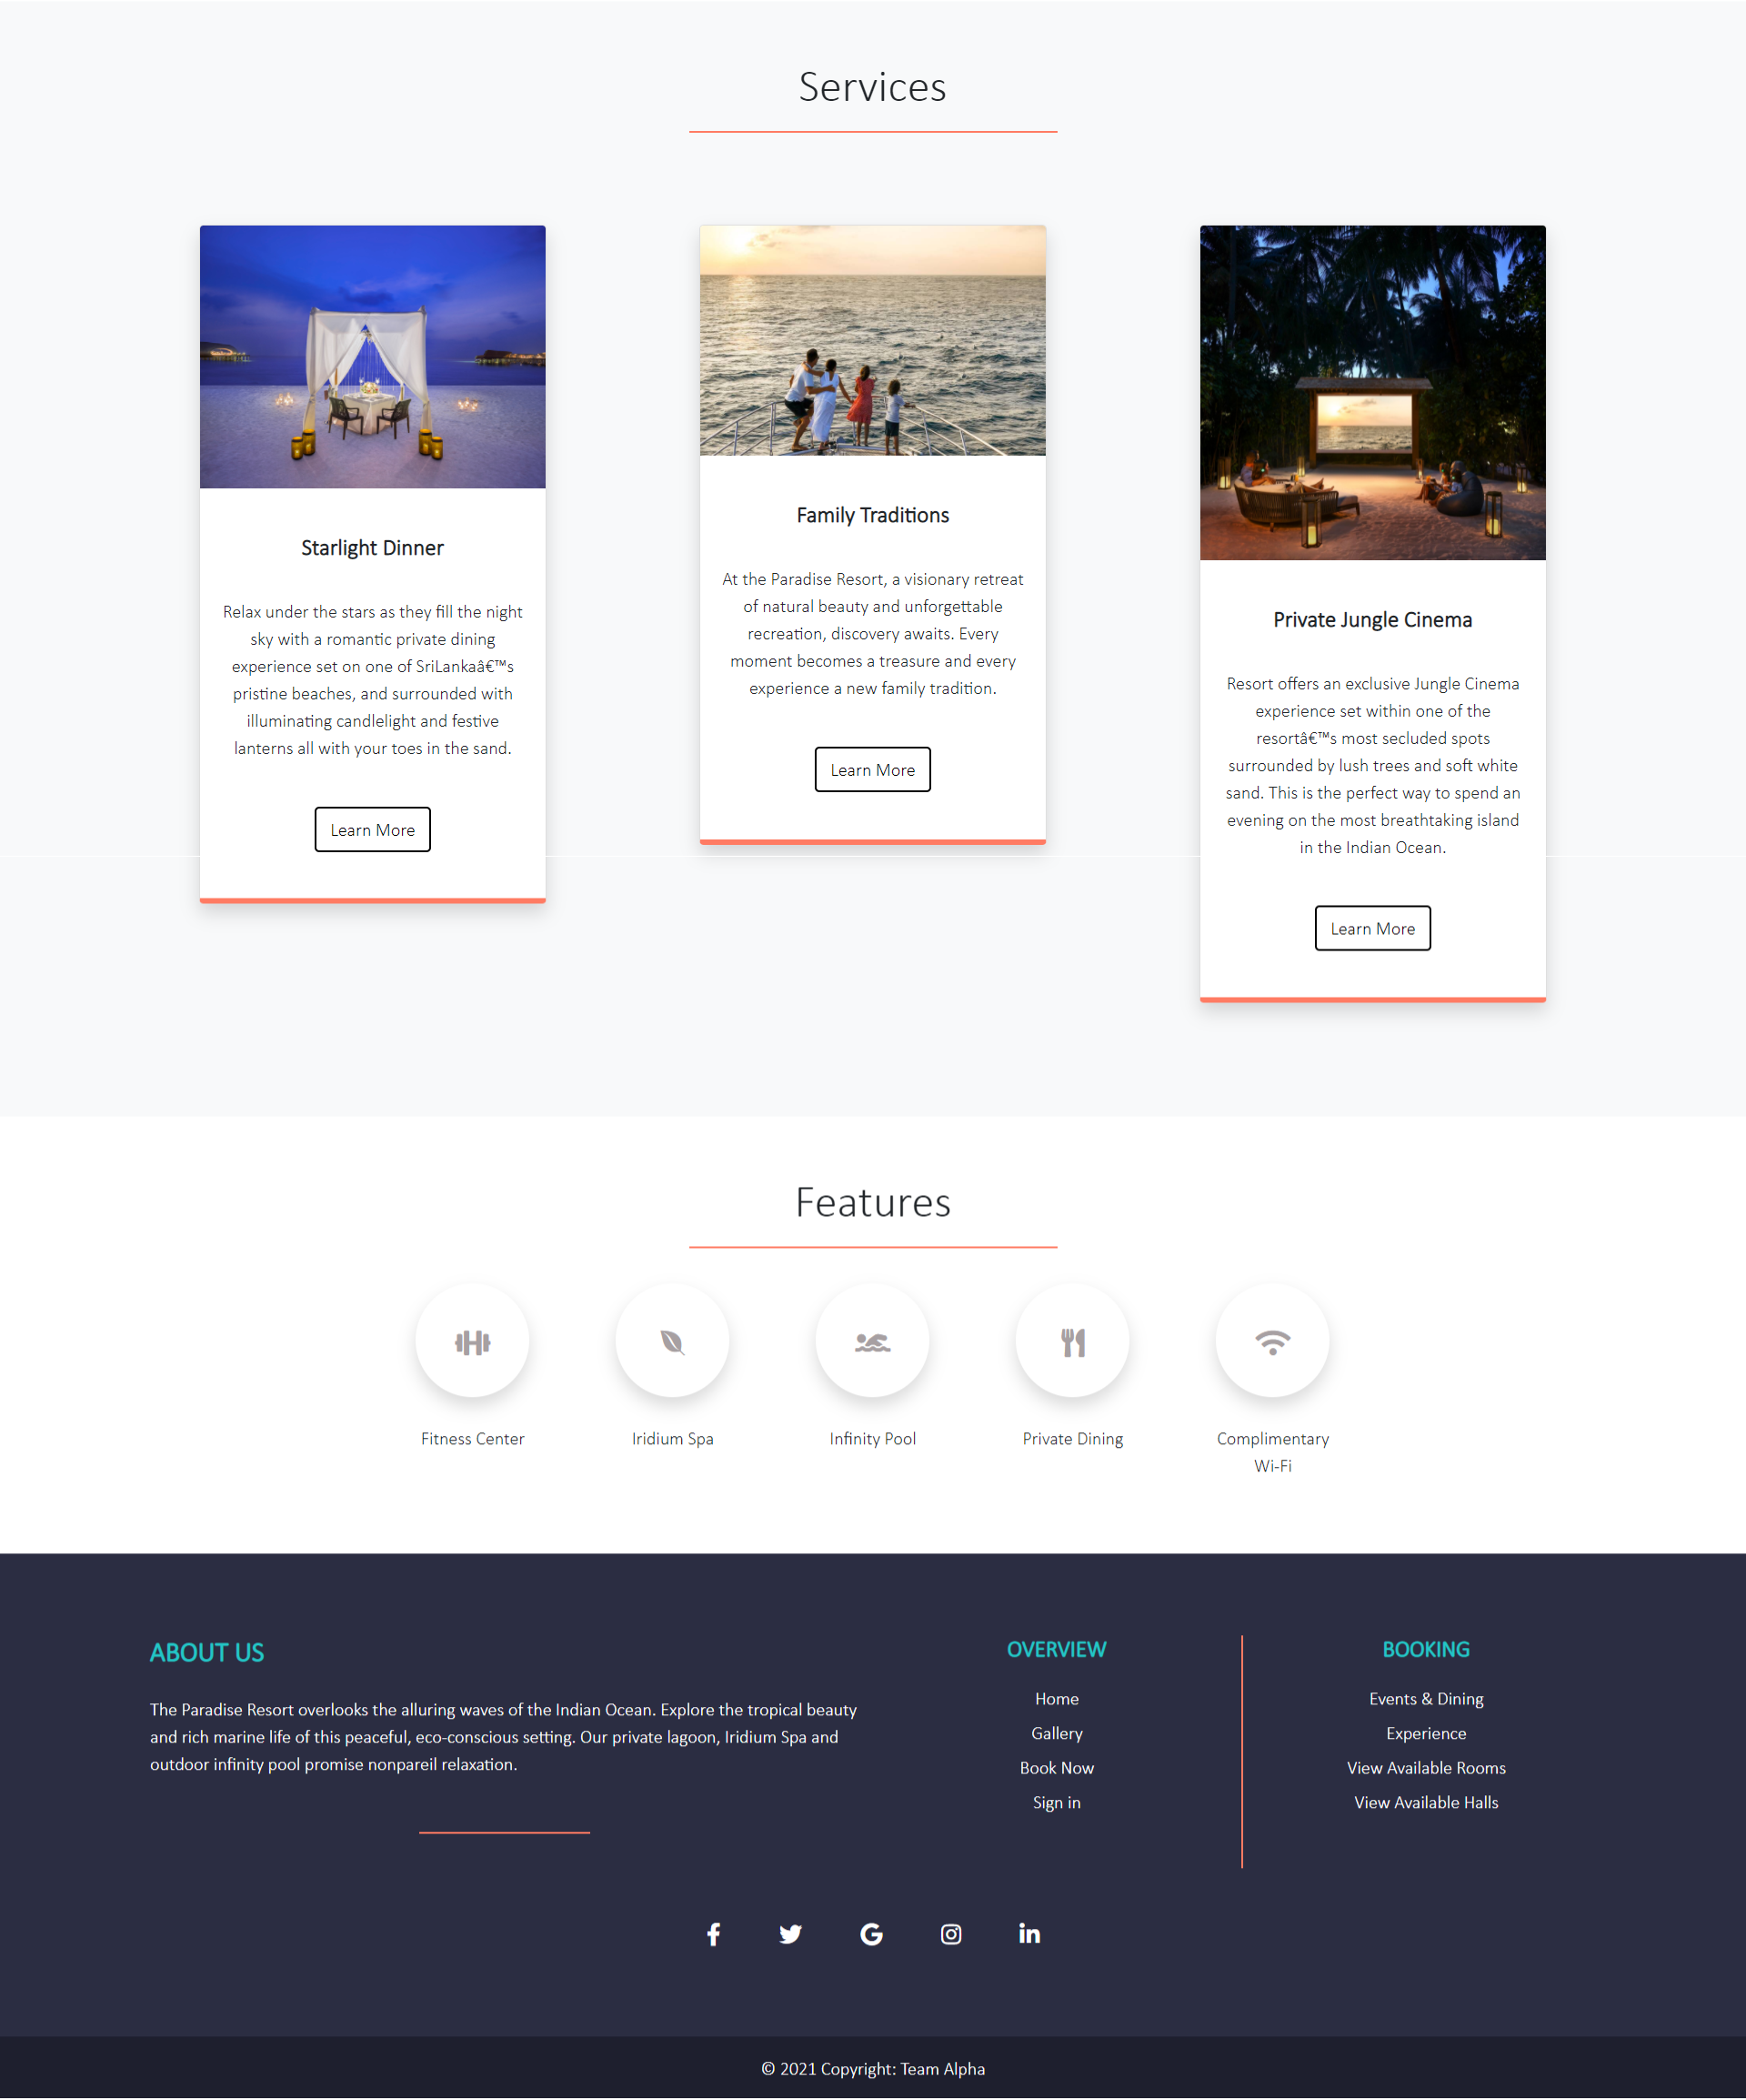 Services
Starlight Dinner
Relax under the stars as they fill the night
sky with a romantic private dining
experience set on one of SriLankaâ€™s
pristine beaches, and surrounded with
illuminating candlelight and festive
lanterns all with your toes in the sand.
Learn More
Family Traditions
At the Paradise Resort, a visionary retreat
of natural beauty and unforgettable
recreation, discovery awaits. Every
moment becomes a treasure and every
experience a new family tradition.
Learn More
Private Jungle Cinema
Resort offers an exclusive Jungle Cinema
experience set within one of the
resortâ€™s most secluded spots
surrounded by lush trees and soft white
sand. This is the perfect way to spend an
evening on the most breathtaking island
in the Indian Ocean.
Learn More
Features
Fitness Center
Iridium Spa
Infinity Pool
Private Dining
Complimentary
Wi-Fi
ABOUT US
The Paradise Resort overlooks the alluring waves of the Indian Ocean. Explore the tropical beauty
and rich marine life of this peaceful, eco-conscious setting. Our private lagoon, Iridium Spa and
outdoor infinity pool promise nonpareil relaxation.
OVERVIEW
Home
Gallery
Book Now
Sign in
BOOKING
Events & Dining
Experience
View Available Rooms
View Available Halls
© 2021 Copyright: Team Alpha